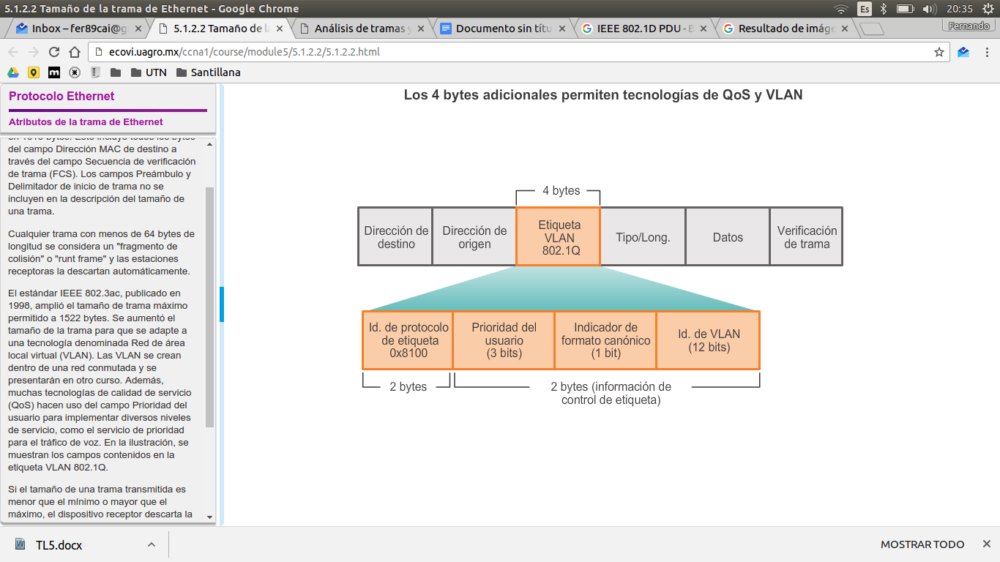 5.1.2.2 Tamaño de la trama de Ethernet - Google Chrome
Es
20:35
Inbox – fer89cai@g
5.1.2.2 Tamaño de la
Análisis de tramas y
Documento sin títu
IEEE 802.1D PDU - B
Resultado de imáge
Fernando
ecovi.uagro.mx/ccna1/course/module5/5.1.2.2/5.1.2.2.html
m
UTN
Santillana
Protocolo Ethernet
Atributos de la trama de Ethernet
del campo Dirección MAC de destino a
través del campo Secuencia de verificación
de trama (FCS). Los campos Preámbulo y
Delimitador de inicio de trama no se
incluyen en la descripción del tamaño de
una trama.
Cualquier trama con menos de 64 bytes de
longitud se considera un "fragmento de
colisión" o "runt frame" y las estaciones
receptoras la descartan automáticamente.
El estándar IEEE 802.3ac, publicado en
1998, amplió el tamaño de trama máximo
permitido a 1522 bytes. Se aumentó el
tamaño de la trama para que se adapte a
una tecnología denominada Red de área
local virtual (VLAN). Las VLAN se crean
dentro de una red conmutada y se
presentarán en otro curso. Además,
muchas tecnologías de calidad de servicio
(QoS) hacen uso del campo Prioridad del
usuario para implementar diversos niveles
de servicio, como el servicio de prioridad
para el tráfico de voz. En la ilustración, se
muestran los campos contenidos en la
etiqueta VLAN 802.1Q.
Si el tamaño de una trama transmitida es
menor que el mínimo o mayor que el
máximo, el dispositivo receptor descarta la
Los 4 bytes adicionales permiten tecnologías de QoS y VLAN
4 bytes
Dirección de
destino
Dirección de
origen
Etiqueta
VLAN
802.1Q
Tipo/Long.
Datos
Verificación
de trama
Id. de protocolo
de etiqueta
0x8100
Prioridad del
usuario
(3 bits)
Indicador de
formato canónico
(1 bit)
Id. de VLAN
(12 bits)
2 bytes
2 bytes (información de
control de etiqueta)
TL5.docx
MOSTRAR TODO